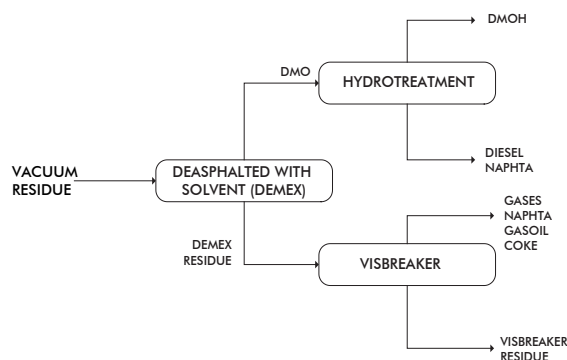 DMOH
DMO
HYDROTREATMENT
DIESEL
NAPHTA
VACUUM
RESIDUE
DEASPHALTED WITH
SOLVENT (DEMEX)
GASES
NAPHTA
GASOIL
COKE
DEMEX
RESIDUE
VISBREAKER
VISBREAKER
RESIDUE